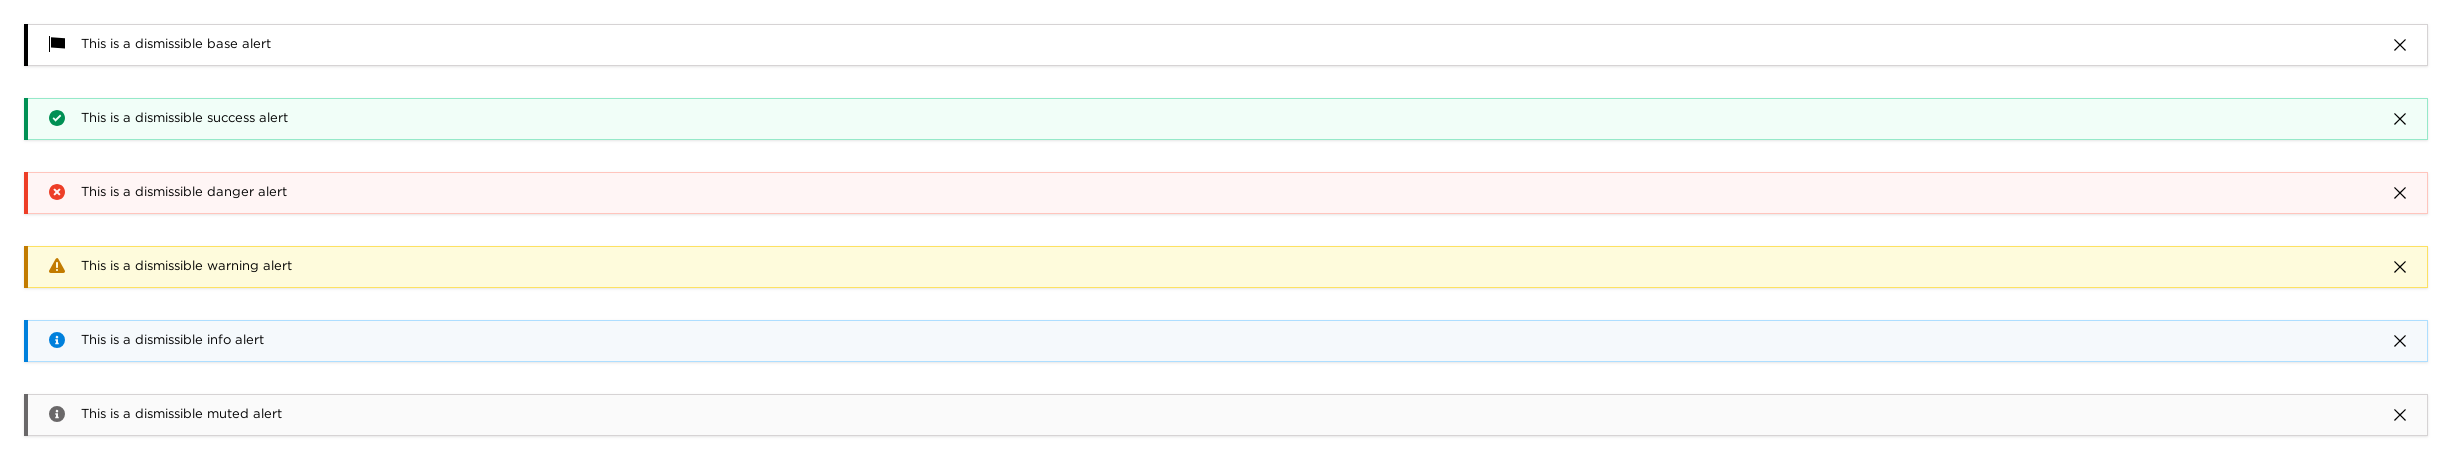 This is a dismissible base alert
This is a dismissible success alert
This is a dismissible danger alert
This is a dismissible warning alert
This is a dismissible info alert
This is a dismissible muted alert